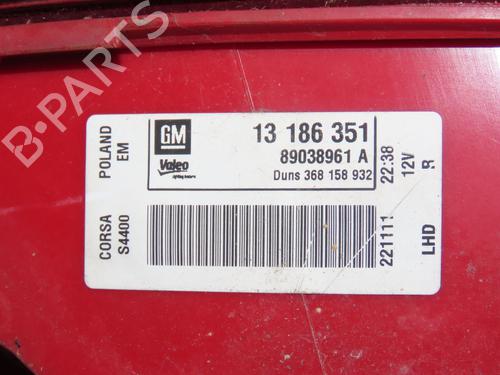 B-PARTS
GM
Valeo
13 186 351
89038961 A
Duns 368 158 932
POLAND
EM
CORSA
S4400
22:38
12V
R
221111
LHD